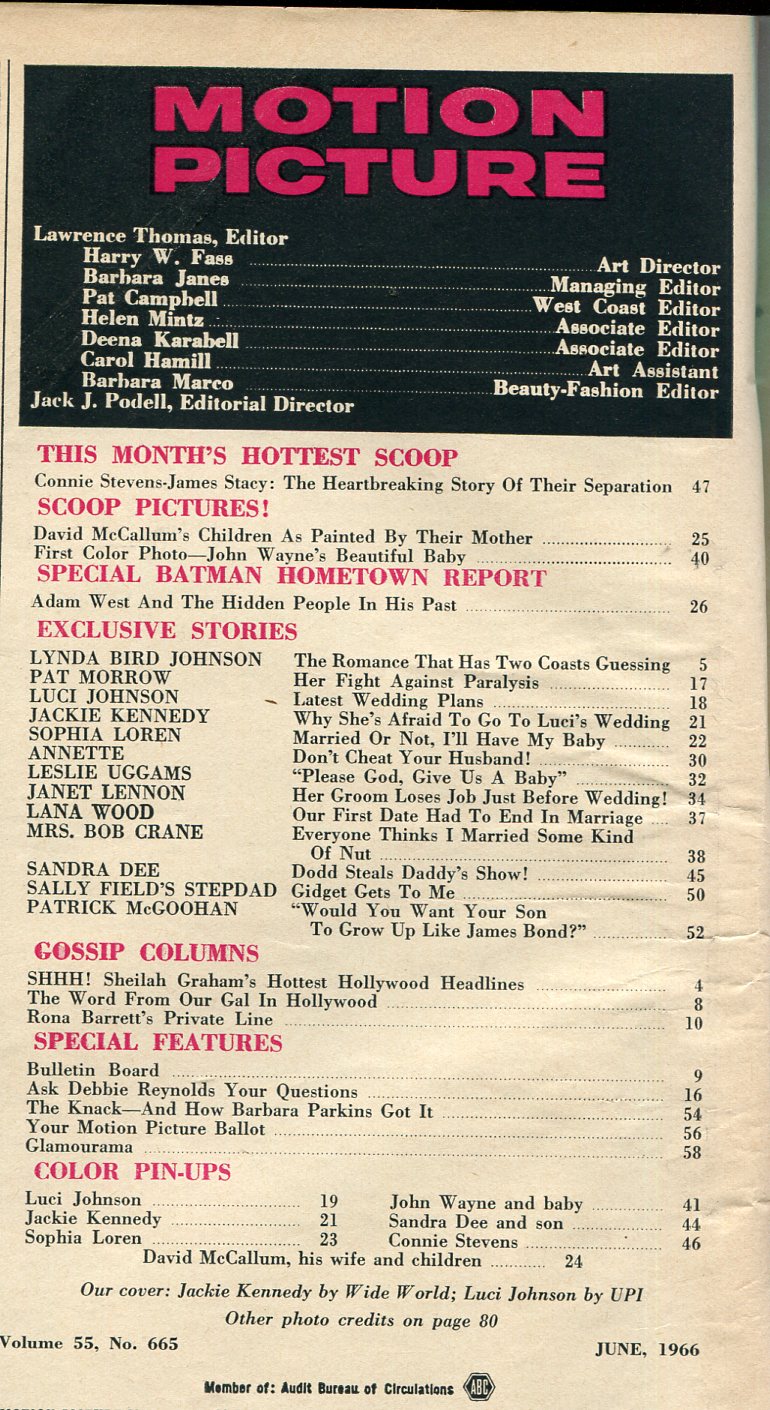 MOTION
PICTURE
Lawrence Thomas, Editor
Harry W. Fass ..... Art Director
Barbara Janes ..... Managing Editor
Pat Campbell ..... West Coast Editor
Helen Mintz ..... Associate Editor
Deena Karabell ..... Associate Editor
Carol Hamill ..... Art Assistant
Barbara Marco ..... Beauty-Fashion Editor
Jack J. Podell, Editorial Director
THIS MONTH'S HOTTEST SCOOP
Connie Stevens-James Stacy: The Heartbreaking Story Of Their Separation 47
SCOOP PICTURES!
David McCallum's Children As Painted By Their Mother ..... 25
First Color Photo—John Wayne's Beautiful Baby ..... 40
SPECIAL BATMAN HOMETOWN REPORT
Adam West And The Hidden People In His Past ..... 26
EXCLUSIVE STORIES
LYNDA BIRD JOHNSON The Romance That Has Two Coasts Guessing 5
PAT MORROW Her Fight Against Paralysis ..... 17
LUCI JOHNSON Latest Wedding Plans ..... 18
JACKIE KENNEDY Why She's Afraid To Go To Luci's Wedding 21
SOPHIA LOREN Married Or Not, I'll Have My Baby ..... 22
ANNETTE Don't Cheat Your Husband! ..... 30
LESLIE UGGAMS "Please God, Give Us A Baby" ..... 32
JANET LENNON Her Groom Loses Job Just Before Wedding! 34
LANA WOOD Our First Date Had To End In Marriage .... 37
MRS. BOB CRANE Everyone Thinks I Married Some Kind
Of Nut ..... 38
SANDRA DEE Dodd Steals Daddy's Show! ..... 45
SALLY FIELD'S STEPDAD Gidget Gets To Me ..... 50
PATRICK McGOOHAN "Would You Want Your Son
To Grow Up Like James Bond?" ..... 52
GOSSIP COLUMNS
SHHH! Sheilah Graham's Hottest Hollywood Headlines ..... 4
The Word From Our Gal In Hollywood ..... 8
Rona Barrett's Private Line ..... 10
SPECIAL FEATURES
Bulletin Board ..... 9
Ask Debbie Reynolds Your Questions ..... 16
The Knack—And How Barbara Parkins Got It ..... 54
Your Motion Picture Ballot ..... 56
Glamourama ..... 58
COLOR PIN-UPS
Luci Johnson ..... 19 John Wayne and baby ..... 41
Jackie Kennedy ..... 21 Sandra Dee and son ..... 44
Sophia Loren ..... 23 Connie Stevens ..... 46
David McCallum, his wife and children ..... 24
Our cover: Jackie Kennedy by Wide World; Luci Johnson by UPI
Other photo credits on page 80
Volume 55, No. 665 JUNE, 1966
Member of: Audit Bureau of Circulations ABC